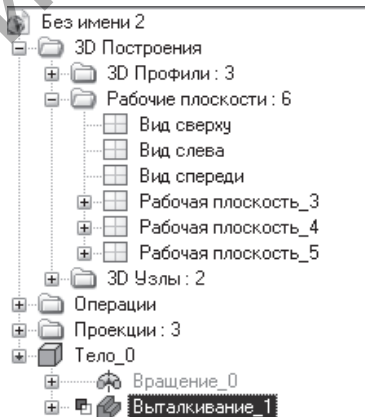 Без имени 2
3D Построения
3D Профили : 3
Рабочие плоскости : 6
Вид сверху
Вид слева
Вид спереди
Рабочая плоскость_3
Рабочая плоскость_4
Рабочая плоскость_5
3D Узлы : 2
Операции
Проекции : 3
Тело_0
Вращение_0
Выталкивание_1